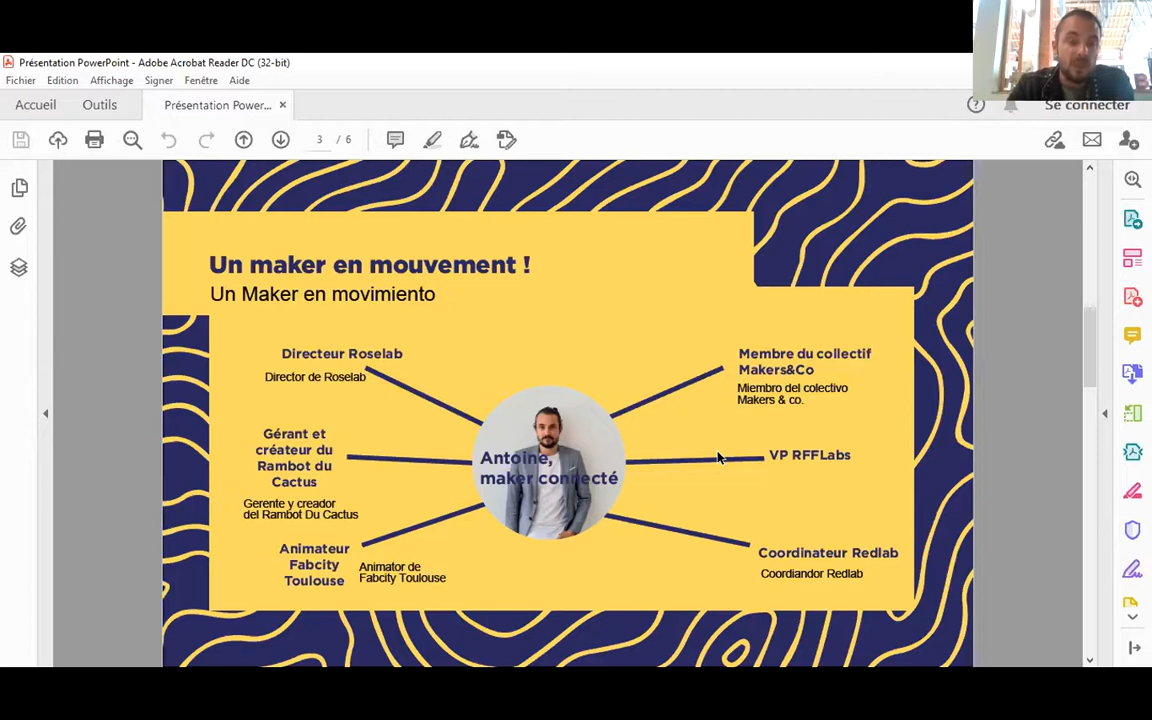 Présentation PowerPoint - Adobe Acrobat Reader DC (32-bit)
Fichier Edition Affichage Signer Fenêtre Aide
Accueil Outils Présentation Power... ×
Se connecter
3 / 6
Un maker en mouvement !
Un Maker en movimiento
Directeur Roselab
Director de Roselab
Gérant et
créateur du
Rambot du
Cactus
Gerente y creador
del Rambot Du Cactus
Animateur
Fabcity
Toulouse
Animator de
Fabcity Toulouse
Antoine,
maker connecté
Membre du collectif
Makers&Co
Miembro del colectivo
Makers & co.
VP RFFLabs
Coordinateur Redlab
Coordiandor Redlab